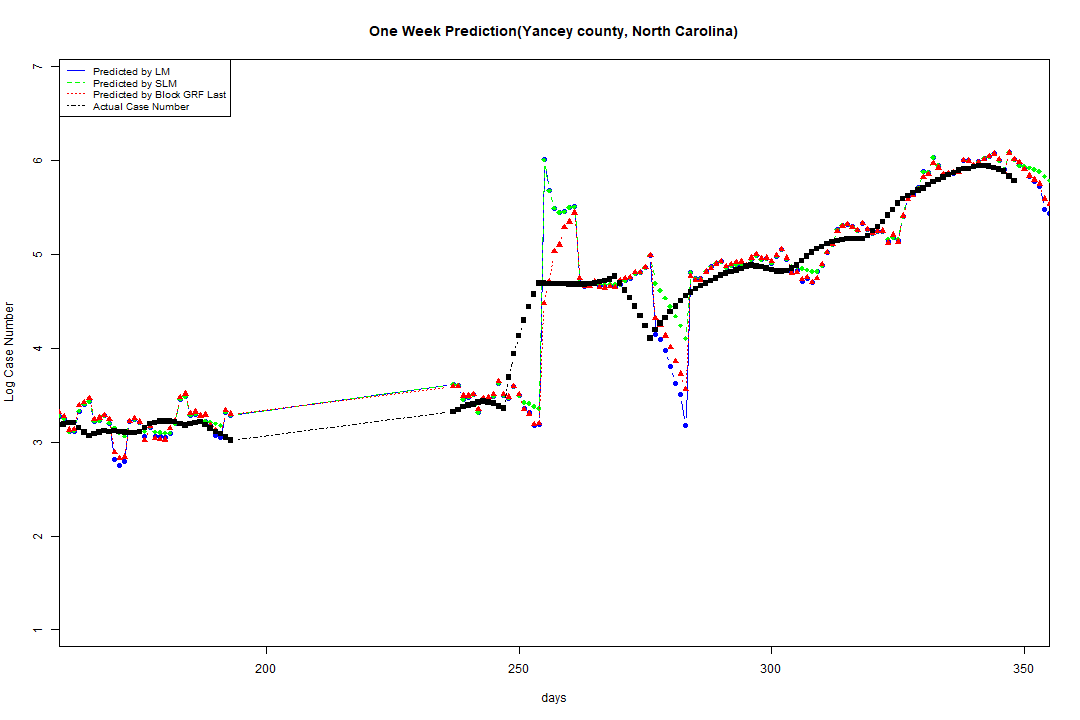 One Week Prediction(Yancey county, North Carolina)
Predicted by LM
Predicted by SLM
Predicted by Block GRF Last
Actual Case Number
7
6
5
4
3
2
1
Log Case Number
200
250
300
350
days